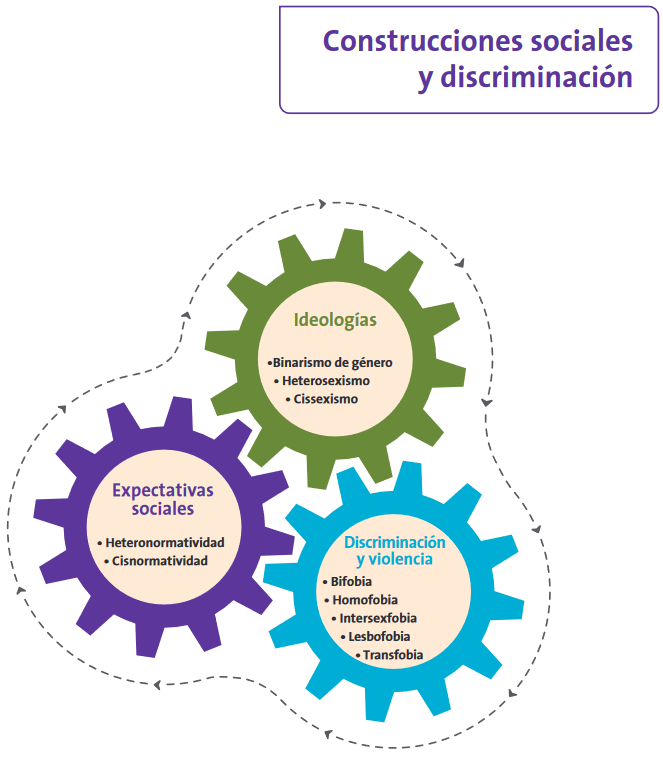 Construcciones sociales
y discriminación
Ideologías
•Binarismo de género
• Heterosexismo
• Cissexismo
Expectativas
sociales
• Heteronormatividad
• Cisnormatividad
Discriminación
y violencia
• Bifobia
• Homofobia
• Intersexfobia
• Lesbofobia
• Transfobia